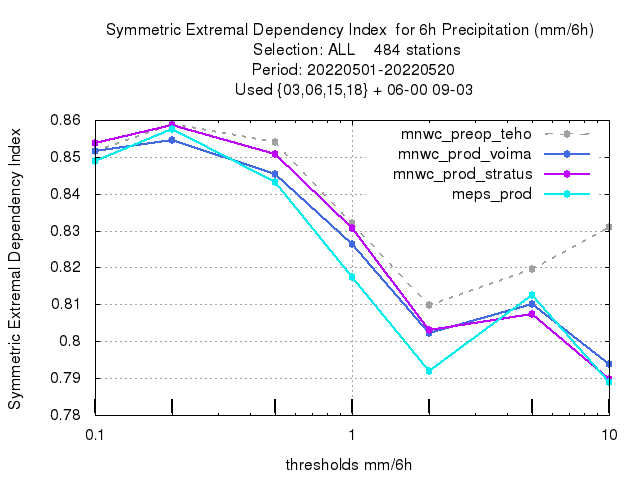 Symmetric Extremal Dependency Index  for 6h Precipitation (mm/6h)
Selection: ALL    484 stations
Period: 20220501-20220520
Used {03,06,15,18} + 06-00 09-03
Symmetric Extremal Dependency Index
0.86
0.85
0.84
0.83
0.82
0.81
0.8
0.79
0.78
mnwc_preop_teho
mnwc_prod_voima
mnwc_prod_stratus
meps_prod
0.1
1
10
thresholds mm/6h